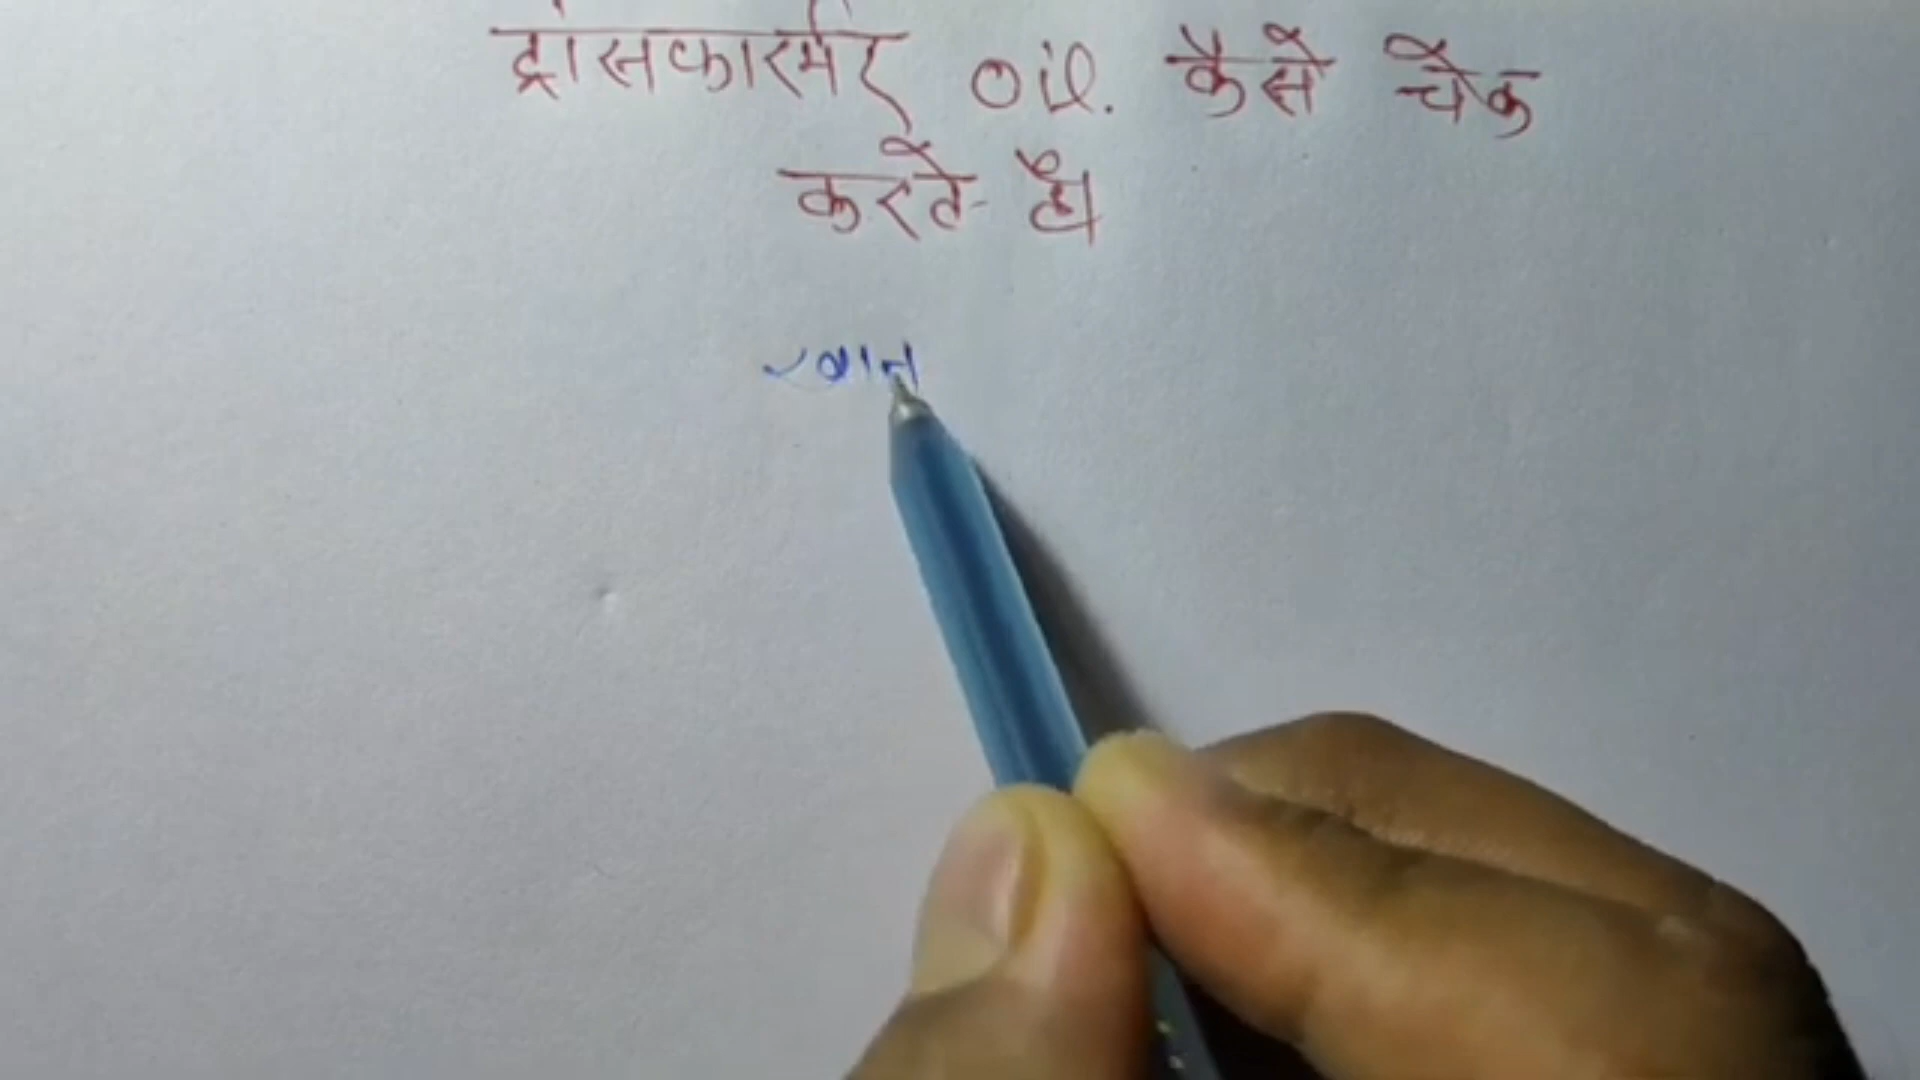 ट्रांसफार्मर oil. कैसे चेक
करते है।